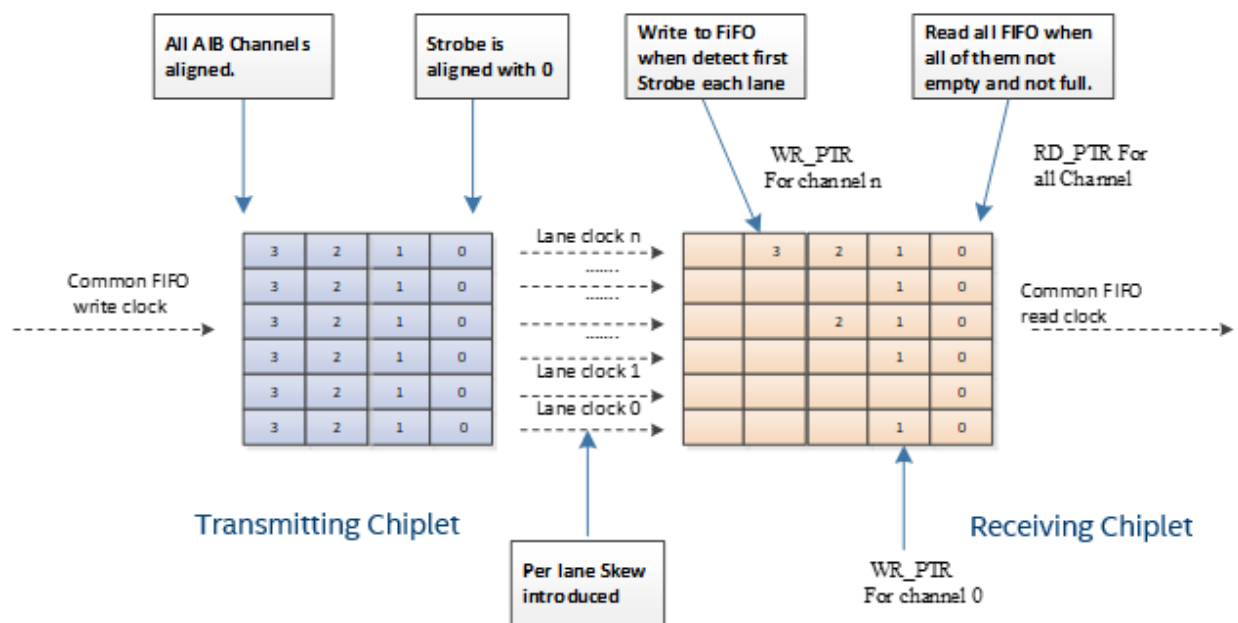 All AIB Channels
aligned.
Strobe is
aligned with 0
Write to FiFO
when detect first
Strobe each lane
Read all FIFO when
all of them not
empty and not full.
WR_PTR
For channel n
RD_PTR For
all Channel
Common FIFO
write clock
3 2 1 0
3 2 1 0
3 2 1 0
3 2 1 0
3 2 1 0
3 2 1 0
Lane clock n
.......
.......
.......
Lane clock 1
Lane clock 0
3 2 1 0
1 0
2 1 0
1 0
0
1 0
Common FIFO
read clock
Transmitting Chiplet
Receiving Chiplet
Per lane Skew
introduced
WR_PTR
For channel 0